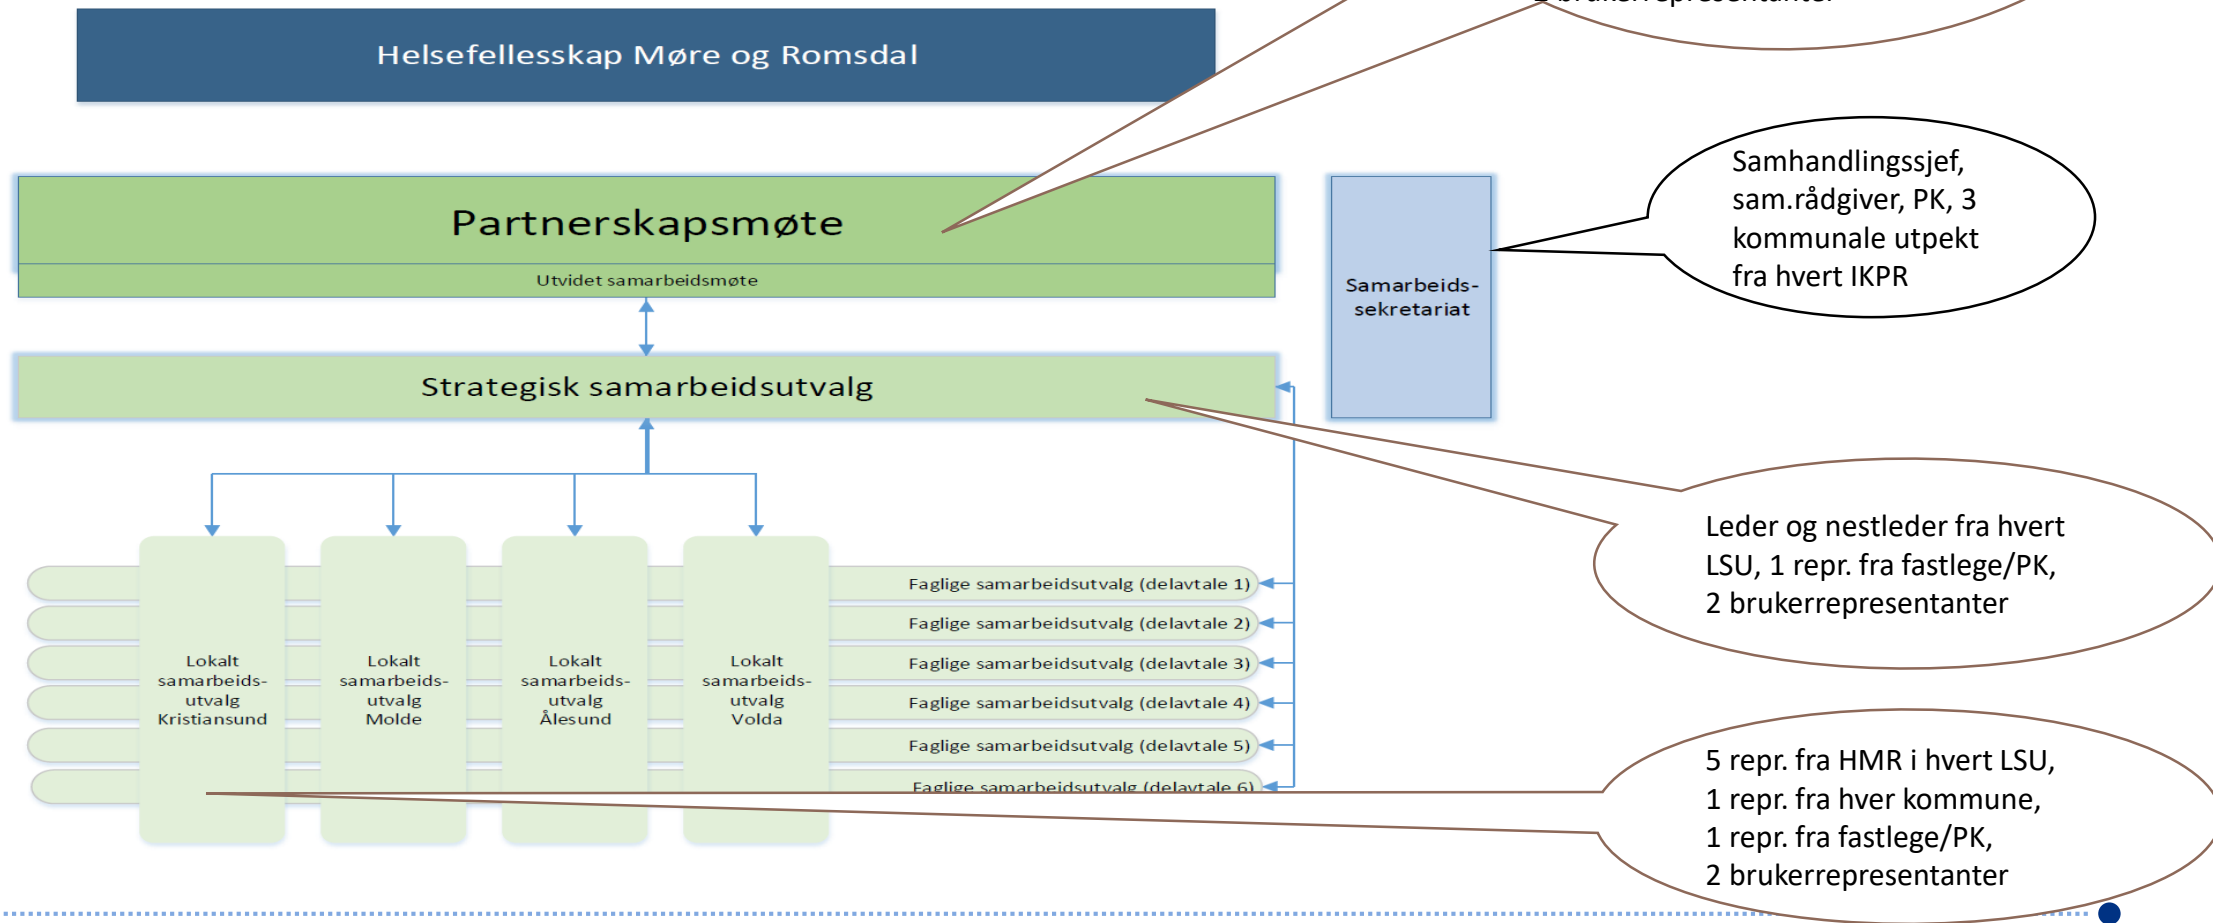 brukerrepresentanter
Helsefellesskap Møre og Romsdal
Partnerskapsmøte
Utvidet samarbeidsmøte
Samarbeids-
sekretariat
Samhandlingssjef,
sam.rådgiver, PK, 3
kommunale utpekt
fra hvert IKPR
Strategisk samarbeidsutvalg
Leder og nestleder fra hvert
LSU, 1 repr. fra fastlege/PK,
2 brukerrepresentanter
Lokalt
samarbeids-
utvalg
Kristiansund
Lokalt
samarbeids-
utvalg
Molde
Lokalt
samarbeids-
utvalg
Ålesund
Lokalt
samarbeids-
utvalg
Volda
Faglige samarbeidsutvalg (delavtale 1)
Faglige samarbeidsutvalg (delavtale 2)
Faglige samarbeidsutvalg (delavtale 3)
Faglige samarbeidsutvalg (delavtale 4)
Faglige samarbeidsutvalg (delavtale 5)
Faglige samarbeidsutvalg (delavtale 6)
5 repr. fra HMR i hvert LSU,
1 repr. fra hver kommune,
1 repr. fra fastlege/PK,
2 brukerrepresentanter